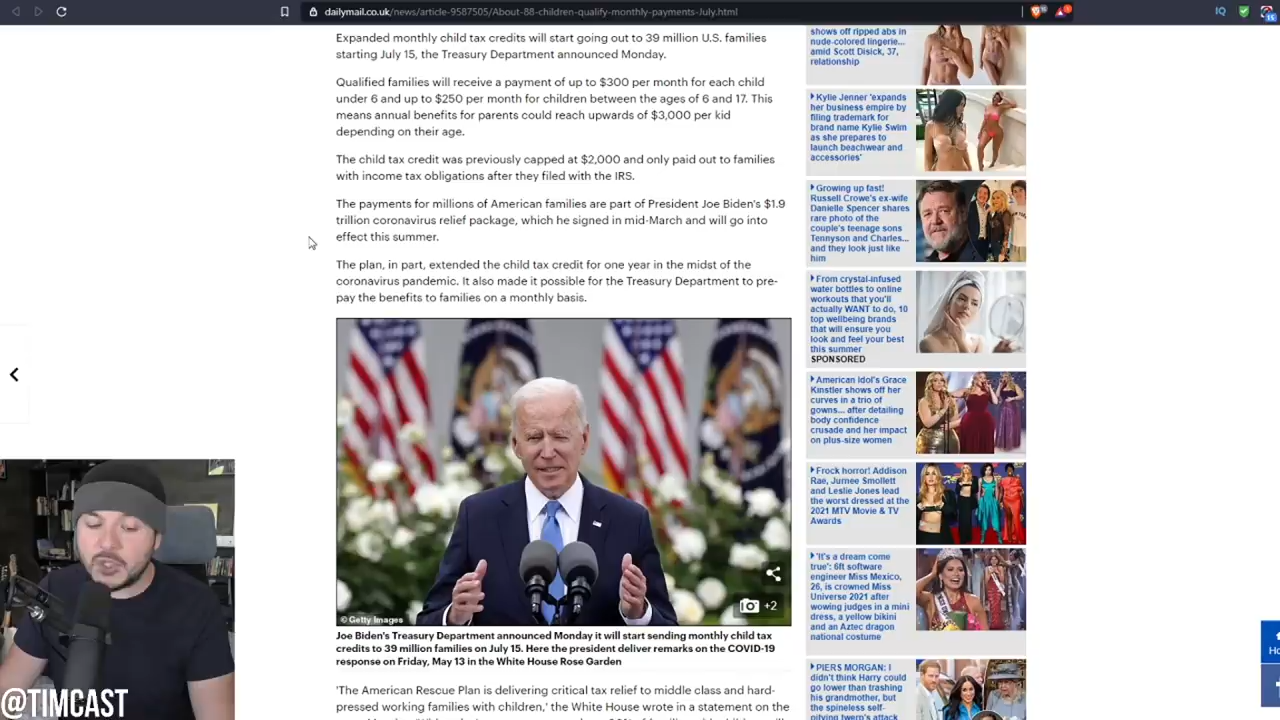 dailymail.co.uk/news/article-9587505/About-88-children-qualify-monthly-payments-July.html
Expanded monthly child tax credits will start going out to 39 million U.S. families
starting July 15, the Treasury Department announced Monday.
Qualified families will receive a payment of up to $300 per month for each child
under 6 and up to $250 per month for children between the ages of 6 and 17. This
means annual benefits for parents could reach upwards of $3,000 per kid
depending on their age.
The child tax credit was previously capped at $2,000 and only paid out to families
with income tax obligations after they filed with the IRS.
The payments for millions of American families are part of President Joe Biden's $1.9
trillion coronavirus relief package, which he signed in mid-March and will go into
effect this summer.
The plan, in part, extended the child tax credit for one year in the midst of the
coronavirus pandemic. It also made it possible for the Treasury Department to pre-
pay the benefits to families on a monthly basis.
+2
© Getty Images
Joe Biden's Treasury Department announced Monday it will start sending monthly child tax
credits to 39 million families on July 15. Here the president deliver remarks on the COVID-19
response on Friday, May 13 in the White House Rose Garden
'The American Rescue Plan is delivering critical tax relief to middle class and hard-
pressed working families with children,' the White House wrote in a statement on the
shows off ripped abs in
nude-colored lingerie...
amid Scott Disick, 37,
relationship
Kylie Jenner 'expands
her business empire by
filing trademark for
brand name Kylie Swim
as she prepares to
launch beachwear and
accessories'
Growing up fast!
Russell Crowe's ex-wife
Danielle Spencer shares
rare photo of the
couple's teenage sons
Tennyson and Charles...
and they look just like
him
From crystal-infused
water bottles to online
workouts that you'll
actually WANT to do, 10
top wellbeing brands
that will ensure you
look and feel your best
this summer
SPONSORED
American Idol's Grace
Kinstler shows off her
curves in a trio of
gowns... after detailing
body confidence
crusade and her impact
on plus-size women
Frock horror! Addison
Rae, Jurnee Smollett
and Leslie Jones lead
the worst dressed at the
2021 MTV Movie & TV
Awards
'It's a dream come
true': 6ft software
engineer Miss Mexico,
26, is crowned Miss
Universe 2021 after
wowing judges in a mini
dress, a yellow bikini
and an Aztec dragon
national costume
PIERS MORGAN: I
didn't think Harry could
go lower than trashing
his grandmother, but
the spineless self-
pitying twerp's attack
IQ
15
Ho
@TIMCAST